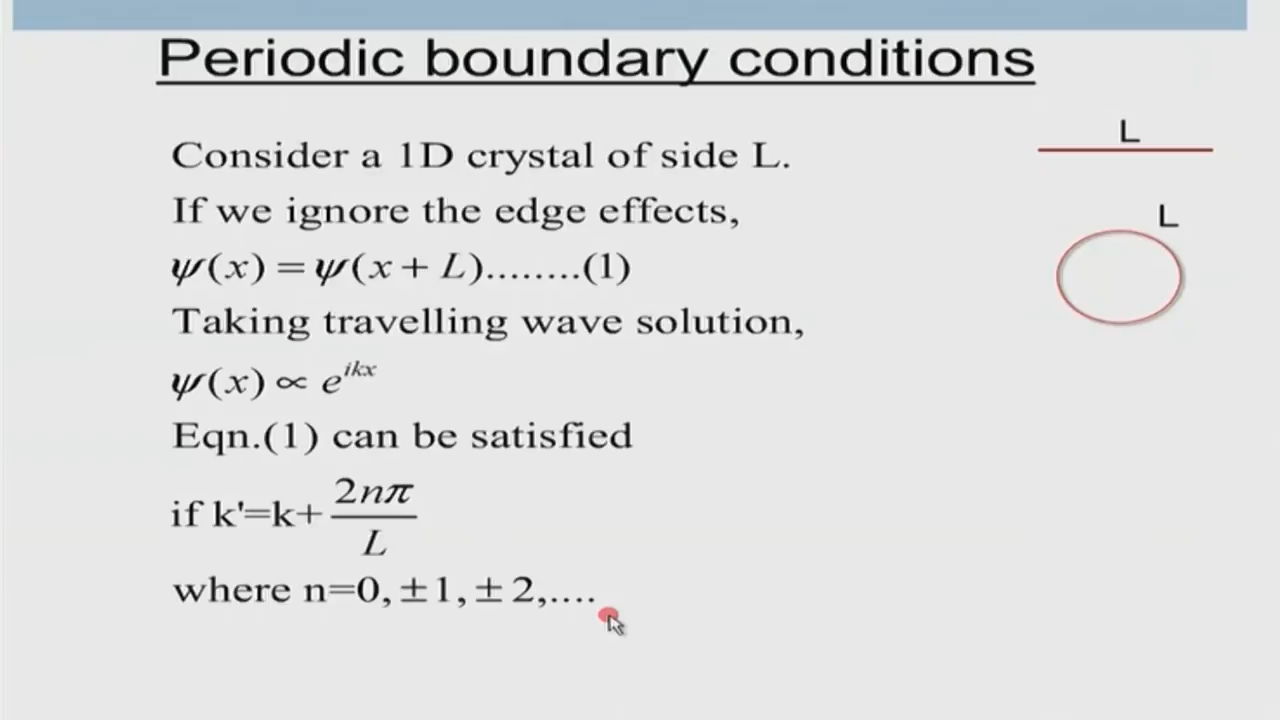 Periodic boundary conditions
L
Consider a 1D crystal of side L.
If we ignore the edge effects,
L
ψ(x) = ψ(x + L)........(1)
Taking travelling wave solution,
ψ(x) ∝ e^{ikx}
Eqn.(1) can be satisfied
if k'=k+ \frac{2nπ}{L}
where n=0, ±1, ± 2,....